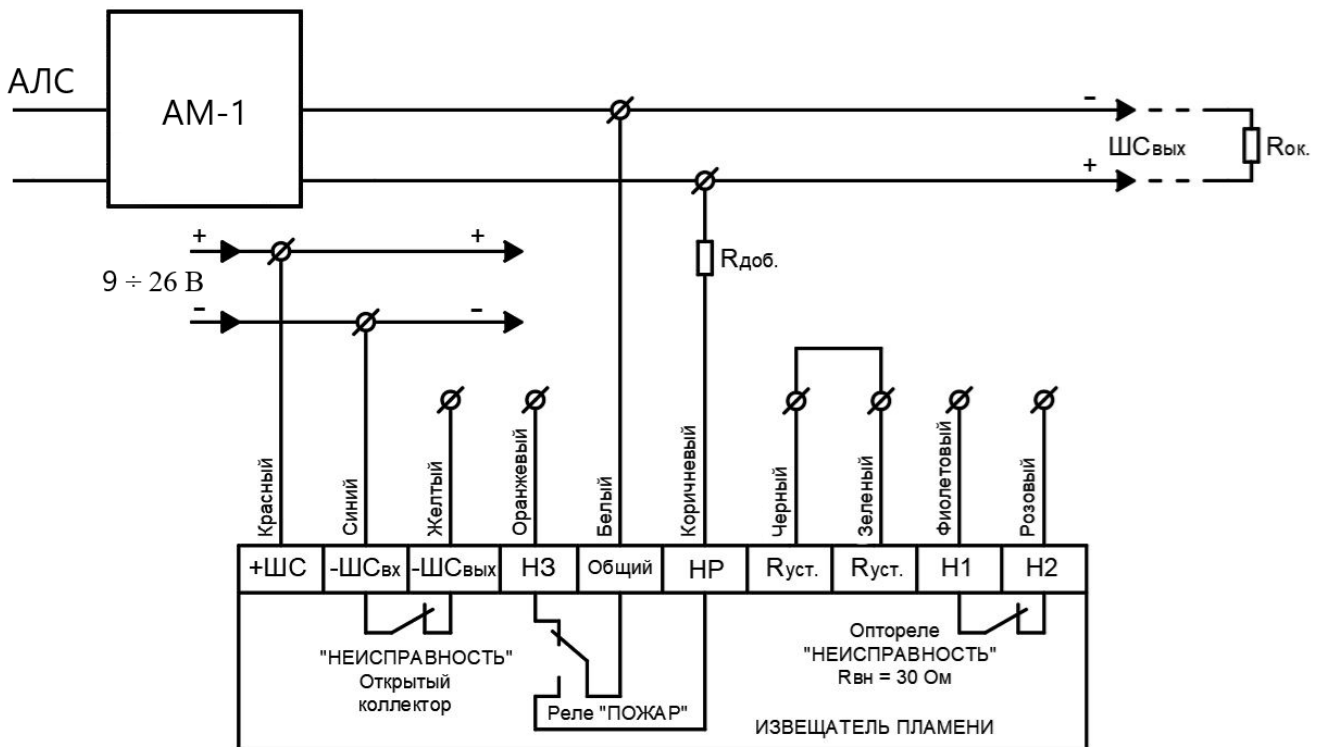 АЛС
АМ-1
-
ШСвых
+
Rок.
+ +
9 ÷ 26 В
- -
Rдоб.
Красный
Синий
Желтый
Оранжевый
Белый
Коричневый
Черный
Зеленый
Фиолетовый
Розовый
+ШС -ШСвх -ШСвых НЗ Общий НР Rуст. Rуст. Н1 Н2
"НЕИСПРАВНОСТЬ"
Открытый
коллектор
Реле "ПОЖАР"
Оптореле
"НЕИСПРАВНОСТЬ"
Rвн = 30 Ом
ИЗВЕЩАТЕЛЬ ПЛАМЕНИ